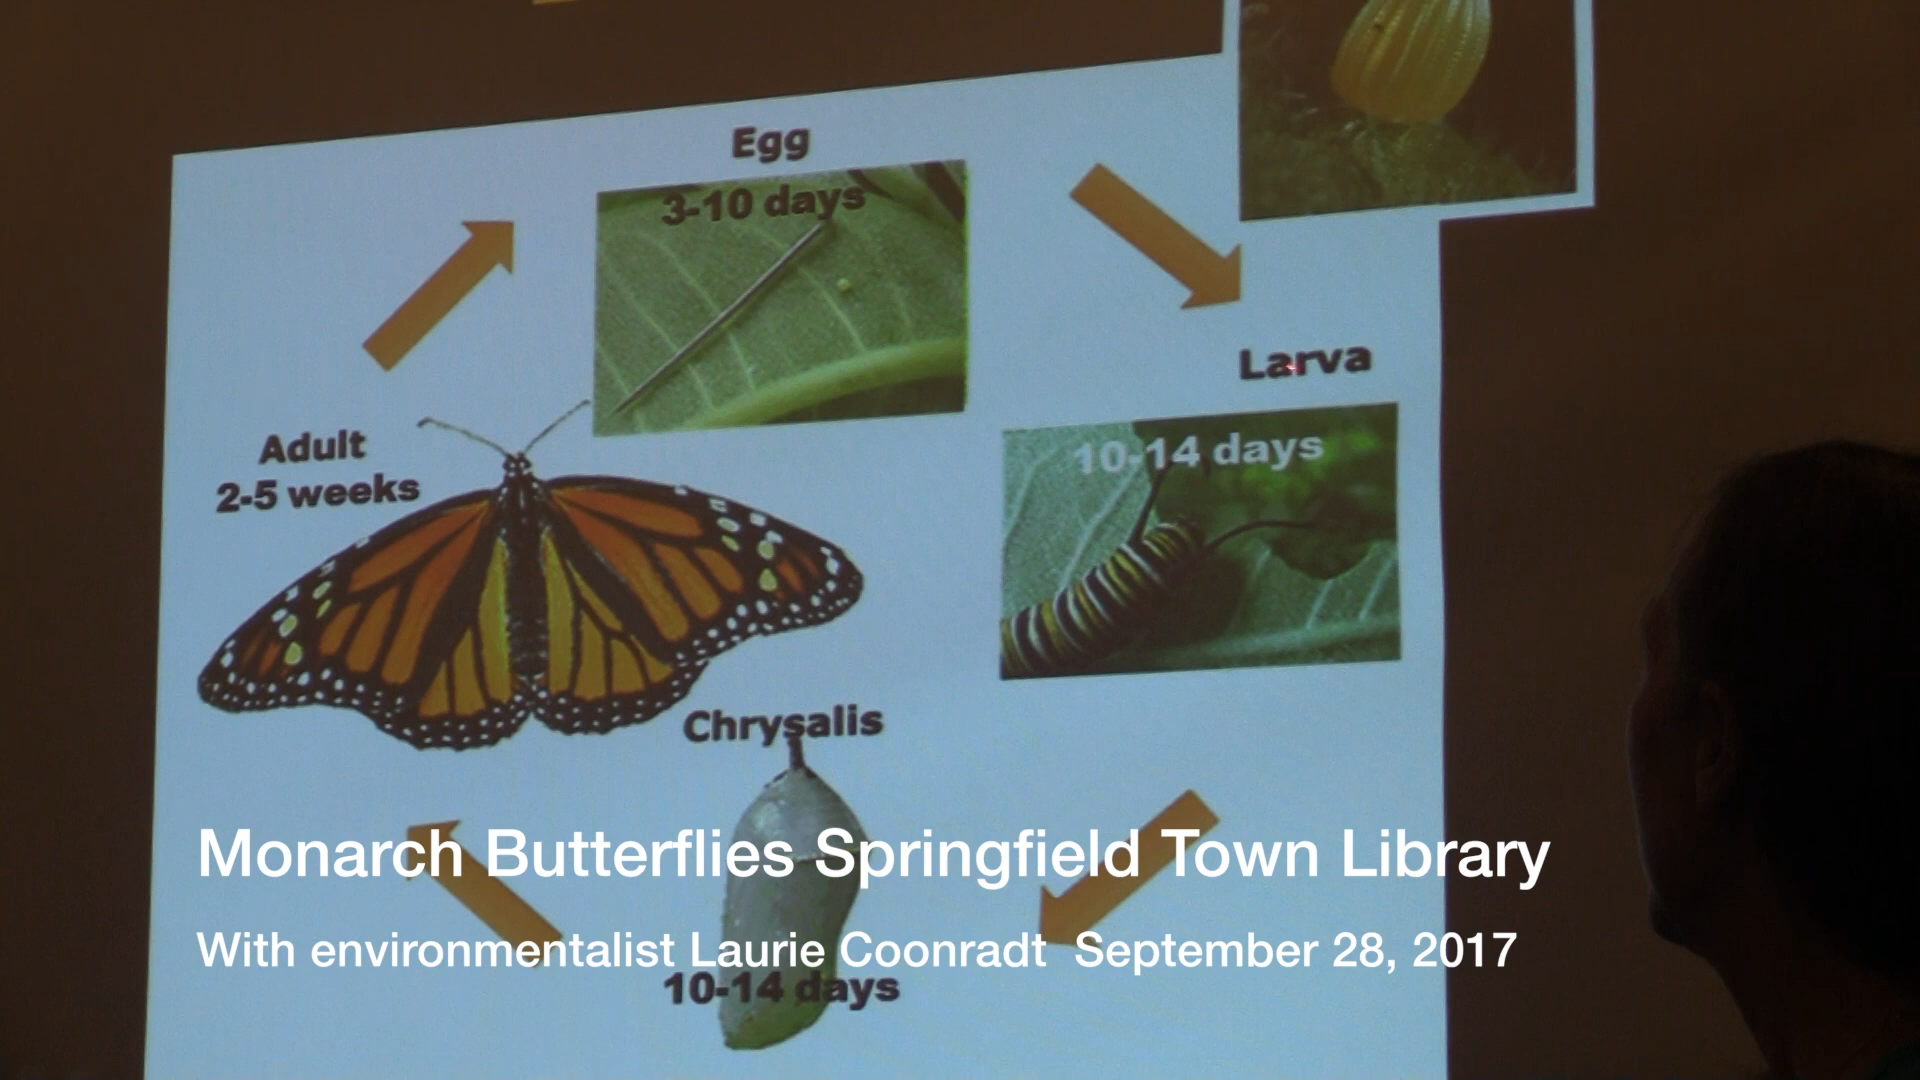 Egg
3-10 days
Larva
10-14 days
Adult
2-5 weeks
Chrysalis
10-14 days
Monarch Butterflies Springfield Town Library
With environmentalist Laurie Coonradt  September 28, 2017